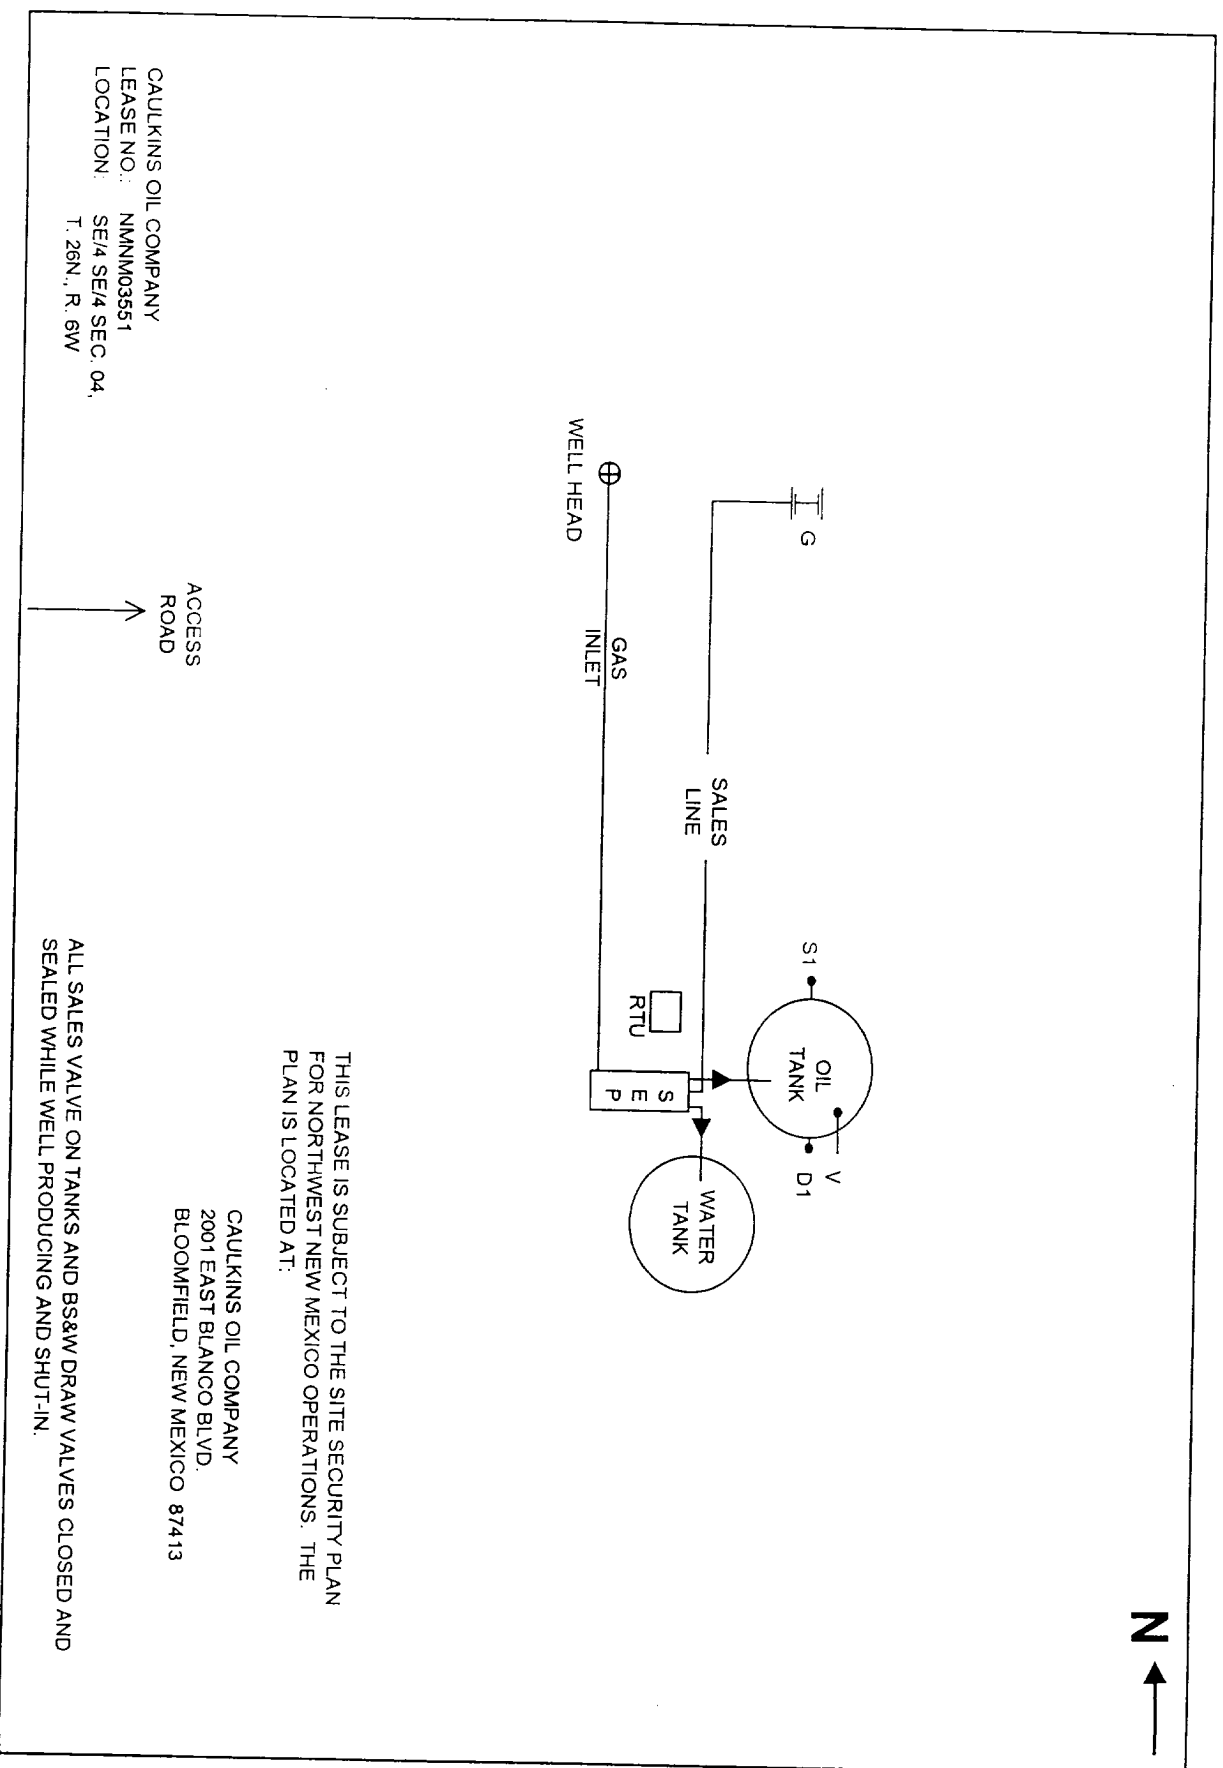 N
G
S1
OIL
TANK
V
D1
SALES
LINE
WELL HEAD
GAS
INLET
RTU
S
E
P
WATER
TANK
THIS LEASE IS SUBJECT TO THE SITE SECURITY PLAN
FOR NORTHWEST NEW MEXICO OPERATIONS. THE
PLAN IS LOCATED AT:
CAULKINS OIL COMPANY
2001 EAST BLANCO BLVD.
BLOOMFIELD, NEW MEXICO 87413
ACCESS
ROAD
CAULKINS OIL COMPANY
LEASE NO.: NMNM03551
LOCATION: SE/4 SE/4 SEC. 04,
T. 26N., R. 6W
ALL SALES VALVE ON TANKS AND BS&W DRAW VALVES CLOSED AND
SEALED WHILE WELL PRODUCING AND SHUT-IN.